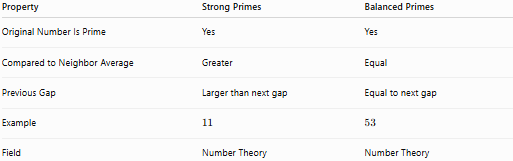 Property Strong Primes Balanced Primes
Original Number Is Prime Yes Yes
Compared to Neighbor Average Greater Equal
Previous Gap Larger than next gap Equal to next gap
Example 11 53
Field Number Theory Number Theory